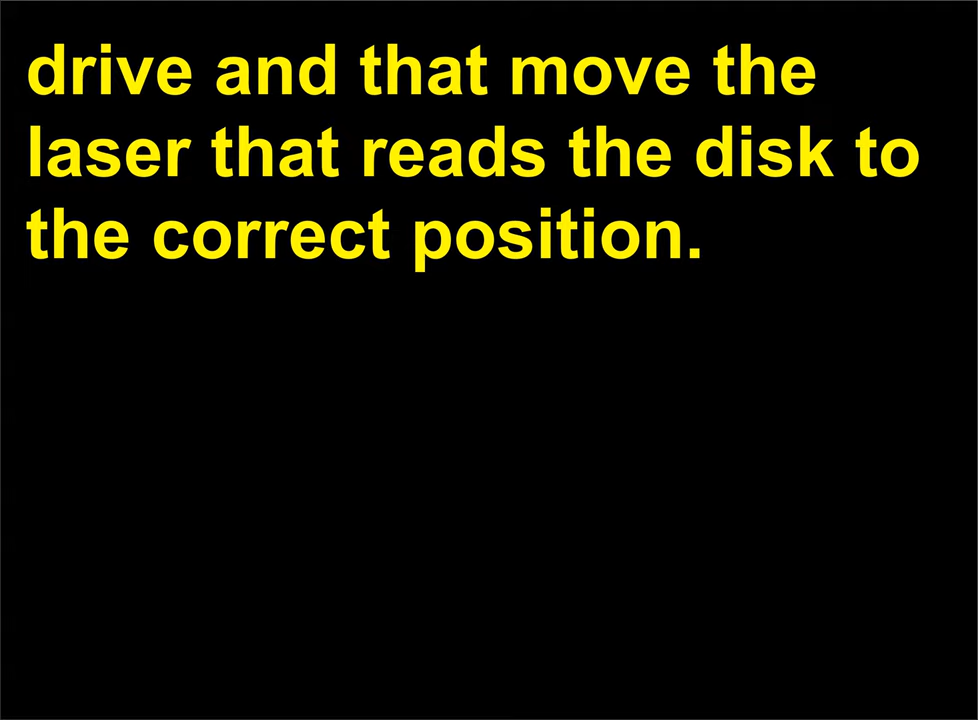 drive and that move the
laser that reads the disk to
the correct position.